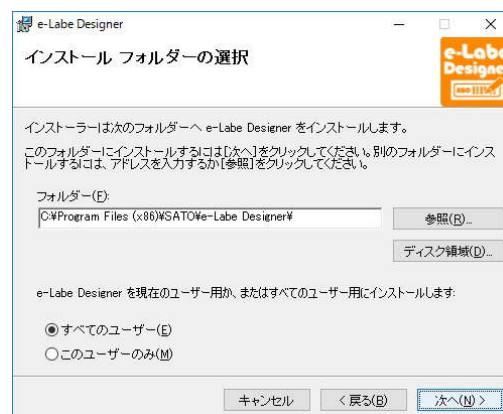 e-Labe Designer
インストール フォルダーの選択
e-Labe
Designe
インストーラーは次のフォルダーへ e-Labe Designer をインストールします。
このフォルダーにインストールするには[次へ]をクリックしてください。別のフォルダーにインス
トールするには、アドレスを入力するか[参照]をクリックしてください。
フォルダー(F):
C:¥Program Files (x86)¥SATO¥e-Labe Designer¥
参照(R)...
ディスク領域(D)...
e-Labe Designer を現在のユーザー用か、またはすべてのユーザー用にインストールします:
すべてのユーザー(E)
このユーザーのみ(M)
キャンセル
< 戻る(B)
次へ(N) >